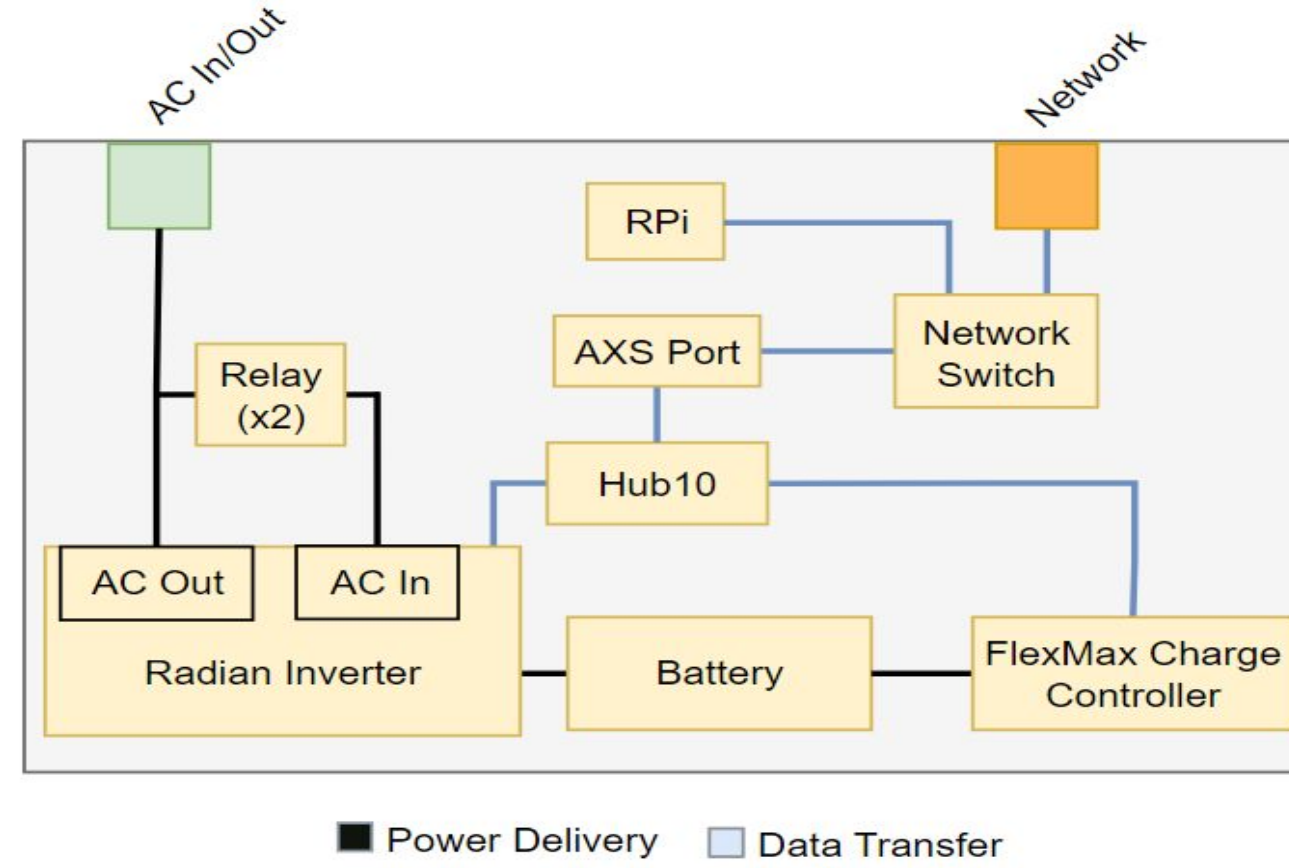 AC In/Out
Network
RPi
Network
Switch
AXS Port
Relay
(x2)
Hub10
AC Out
AC In
Radian Inverter
Battery
FlexMax Charge
Controller
Power Delivery
Data Transfer